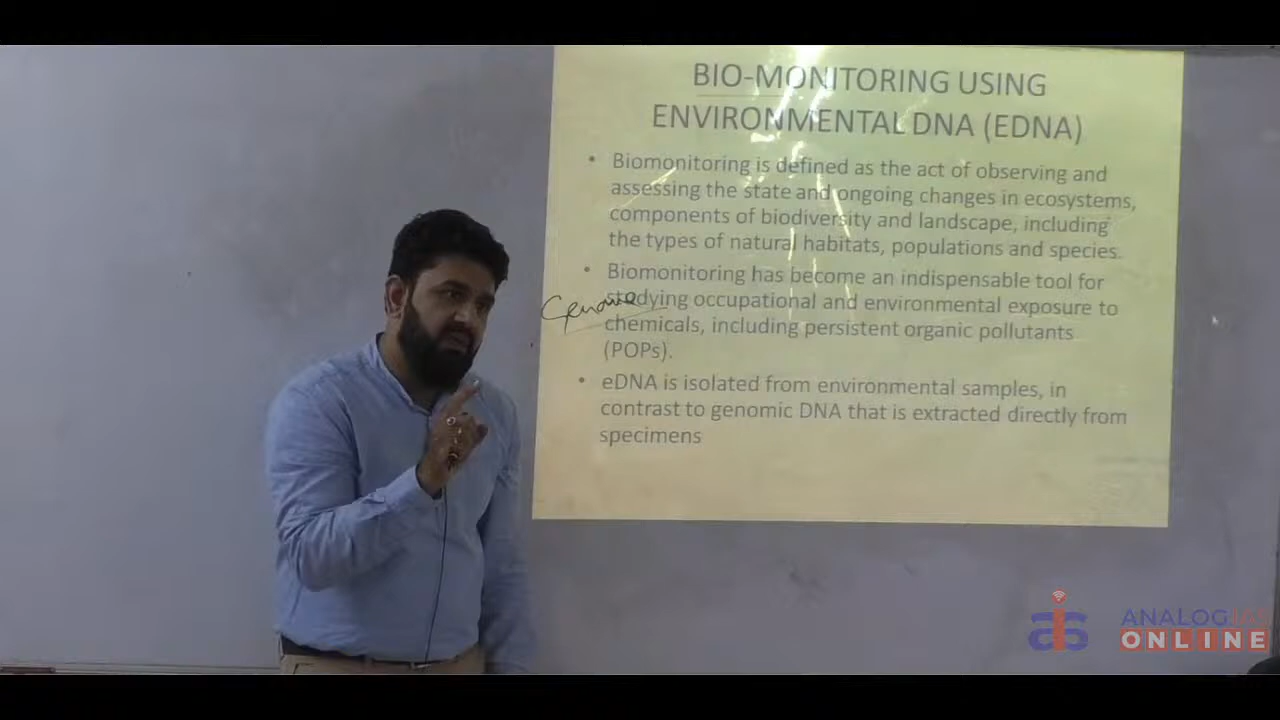 BIO-MONITORING USING
ENVIRONMENTAL DNA (EDNA)
• Biomonitoring is defined as the act of observing and
assessing the state and ongoing changes in ecosystems,
components of biodiversity and landscape, including
the types of natural habitats, populations and species.
• Biomonitoring has become an indispensable tool for
studying occupational and environmental exposure to
Genome
chemicals, including persistent organic pollutants
(POPs).
• eDNA is isolated from environmental samples, in
contrast to genomic DNA that is extracted directly from
specimens
ais
ANALOG IAS
ONLINE